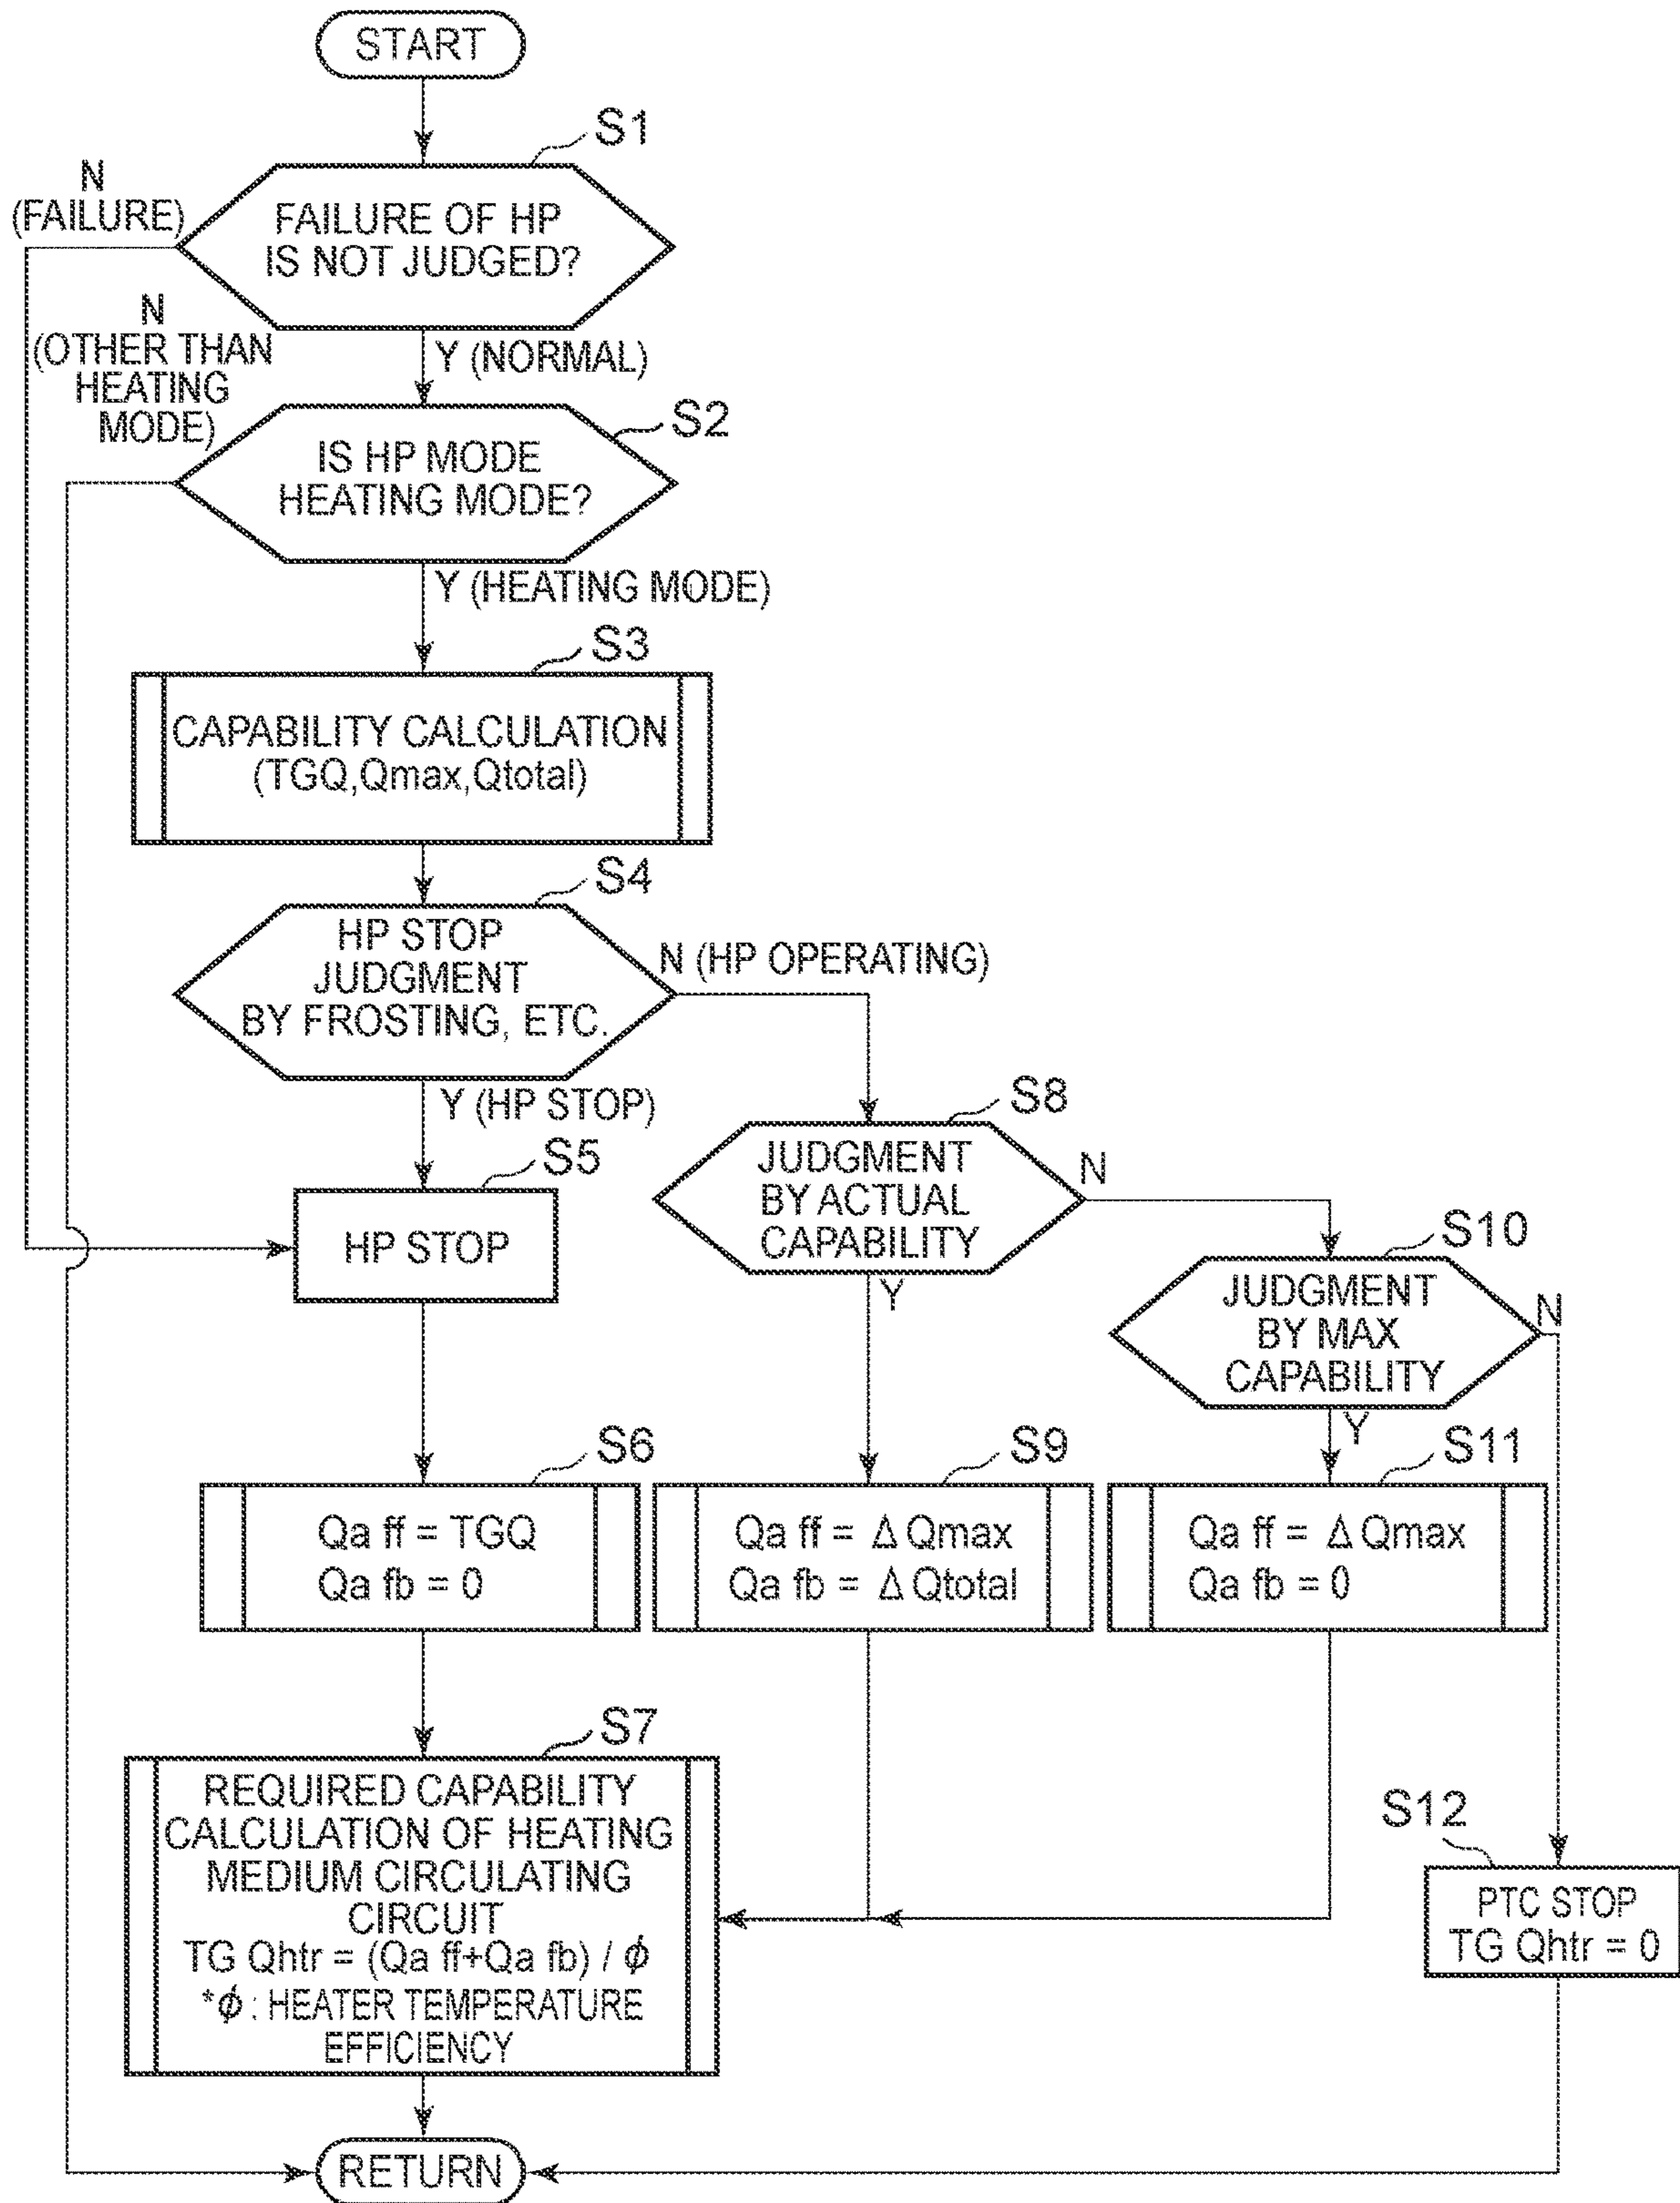 START
S1
N
(FAILURE)
FAILURE OF HP
IS NOT JUDGED?
N
(OTHER THAN
HEATING
MODE)
Y (NORMAL)
S2
IS HP MODE
HEATING MODE?
Y (HEATING MODE)
S3
CAPABILITY CALCULATION
(TGQ,Qmax,Qtotal)
S4
HP STOP
JUDGMENT
BY FROSTING, ETC.
N (HP OPERATING)
Y (HP STOP)
S5
HP STOP
S8
JUDGMENT
BY ACTUAL
CAPABILITY
N
Y
S10
JUDGMENT
BY MAX
CAPABILITY
N
Y
S6
Qa ff = TGQ
Qa fb = 0
S9
Qa ff = Δ Qmax
Qa fb = Δ Qtotal
S11
Qa ff = Δ Qmax
Qa fb = 0
S7
REQUIRED CAPABILITY
CALCULATION OF HEATING
MEDIUM CIRCULATING
CIRCUIT
TG Qhtr = (Qa ff+Qa fb) / ϕ
*ϕ : HEATER TEMPERATURE
EFFICIENCY
S12
PTC STOP
TG Qhtr = 0
RETURN